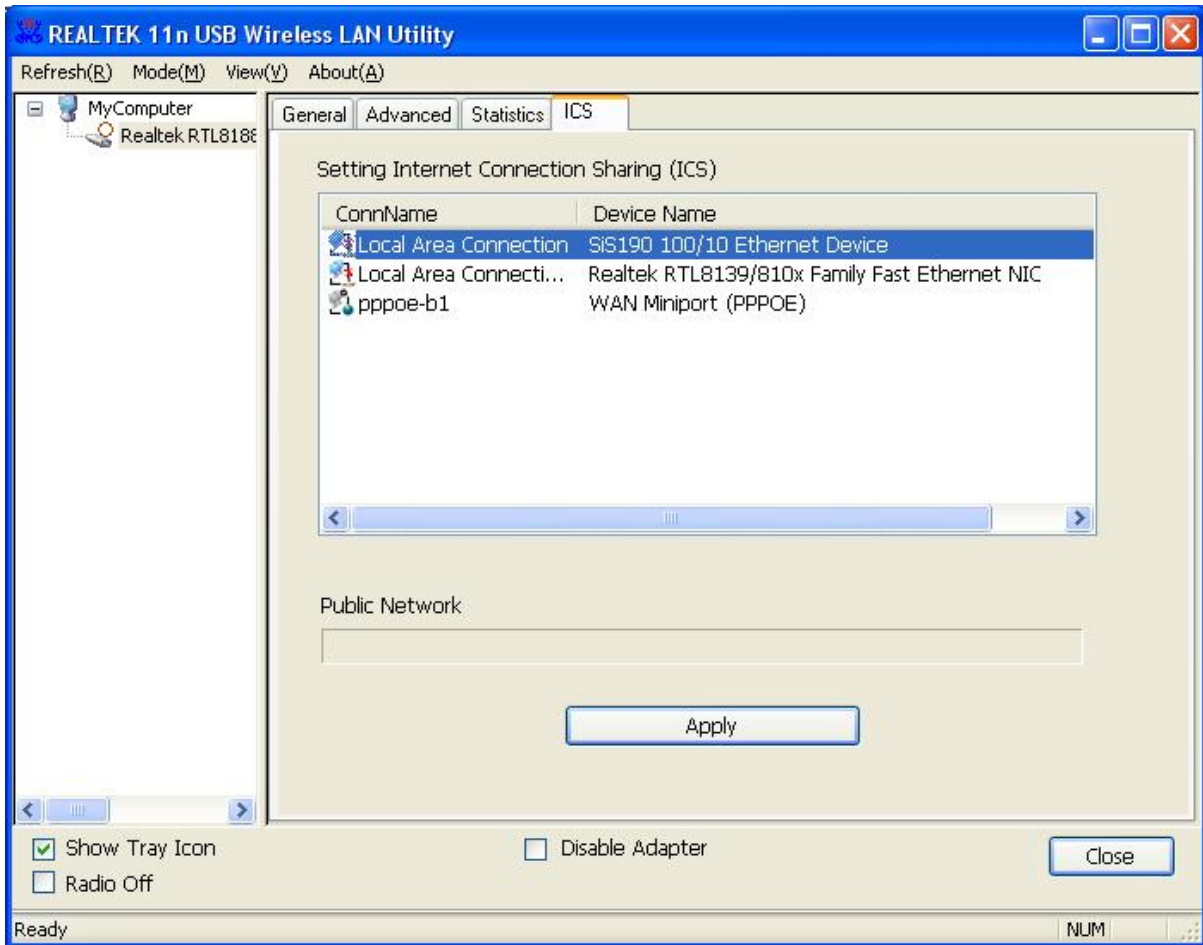 REALTEK 11n USB Wireless LAN Utility
Refresh(R) Mode(M) View(V) About(A)
MyComputer
Realtek RTL8188
General Advanced Statistics ICS
Setting Internet Connection Sharing (ICS)
ConnName Device Name
Local Area Connection SiS190 100/10 Ethernet Device
Local Area Connecti... Realtek RTL8139/810x Family Fast Ethernet NIC
pppoe-b1 WAN Miniport (PPPOE)
Public Network
Apply
Show Tray Icon Disable Adapter Close
Radio Off
Ready NUM